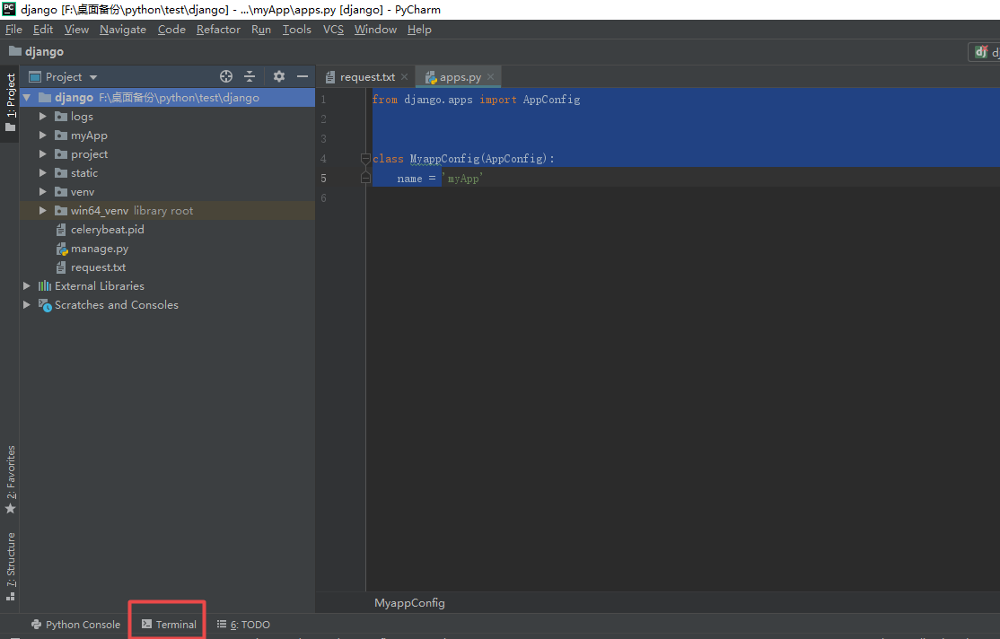 django [F:\桌面备份\python\test\django] - ...\myApp\apps.py [django] - PyCharm
File Edit View Navigate Code Refactor Run Tools VCS Window Help
django
Project
request.txt
apps.py
1: Project
django F:\桌面备份\python\test\django
logs
myApp
project
static
venv
win64_venv library root
celerybeat.pid
manage.py
request.txt
External Libraries
Scratches and Consoles
1 from django.apps import AppConfig
2
3
4 class MyappConfig(AppConfig):
5 name = 'myApp'
6
2: Favorites
7: Structure
MyappConfig
Python Console Terminal 6: TODO